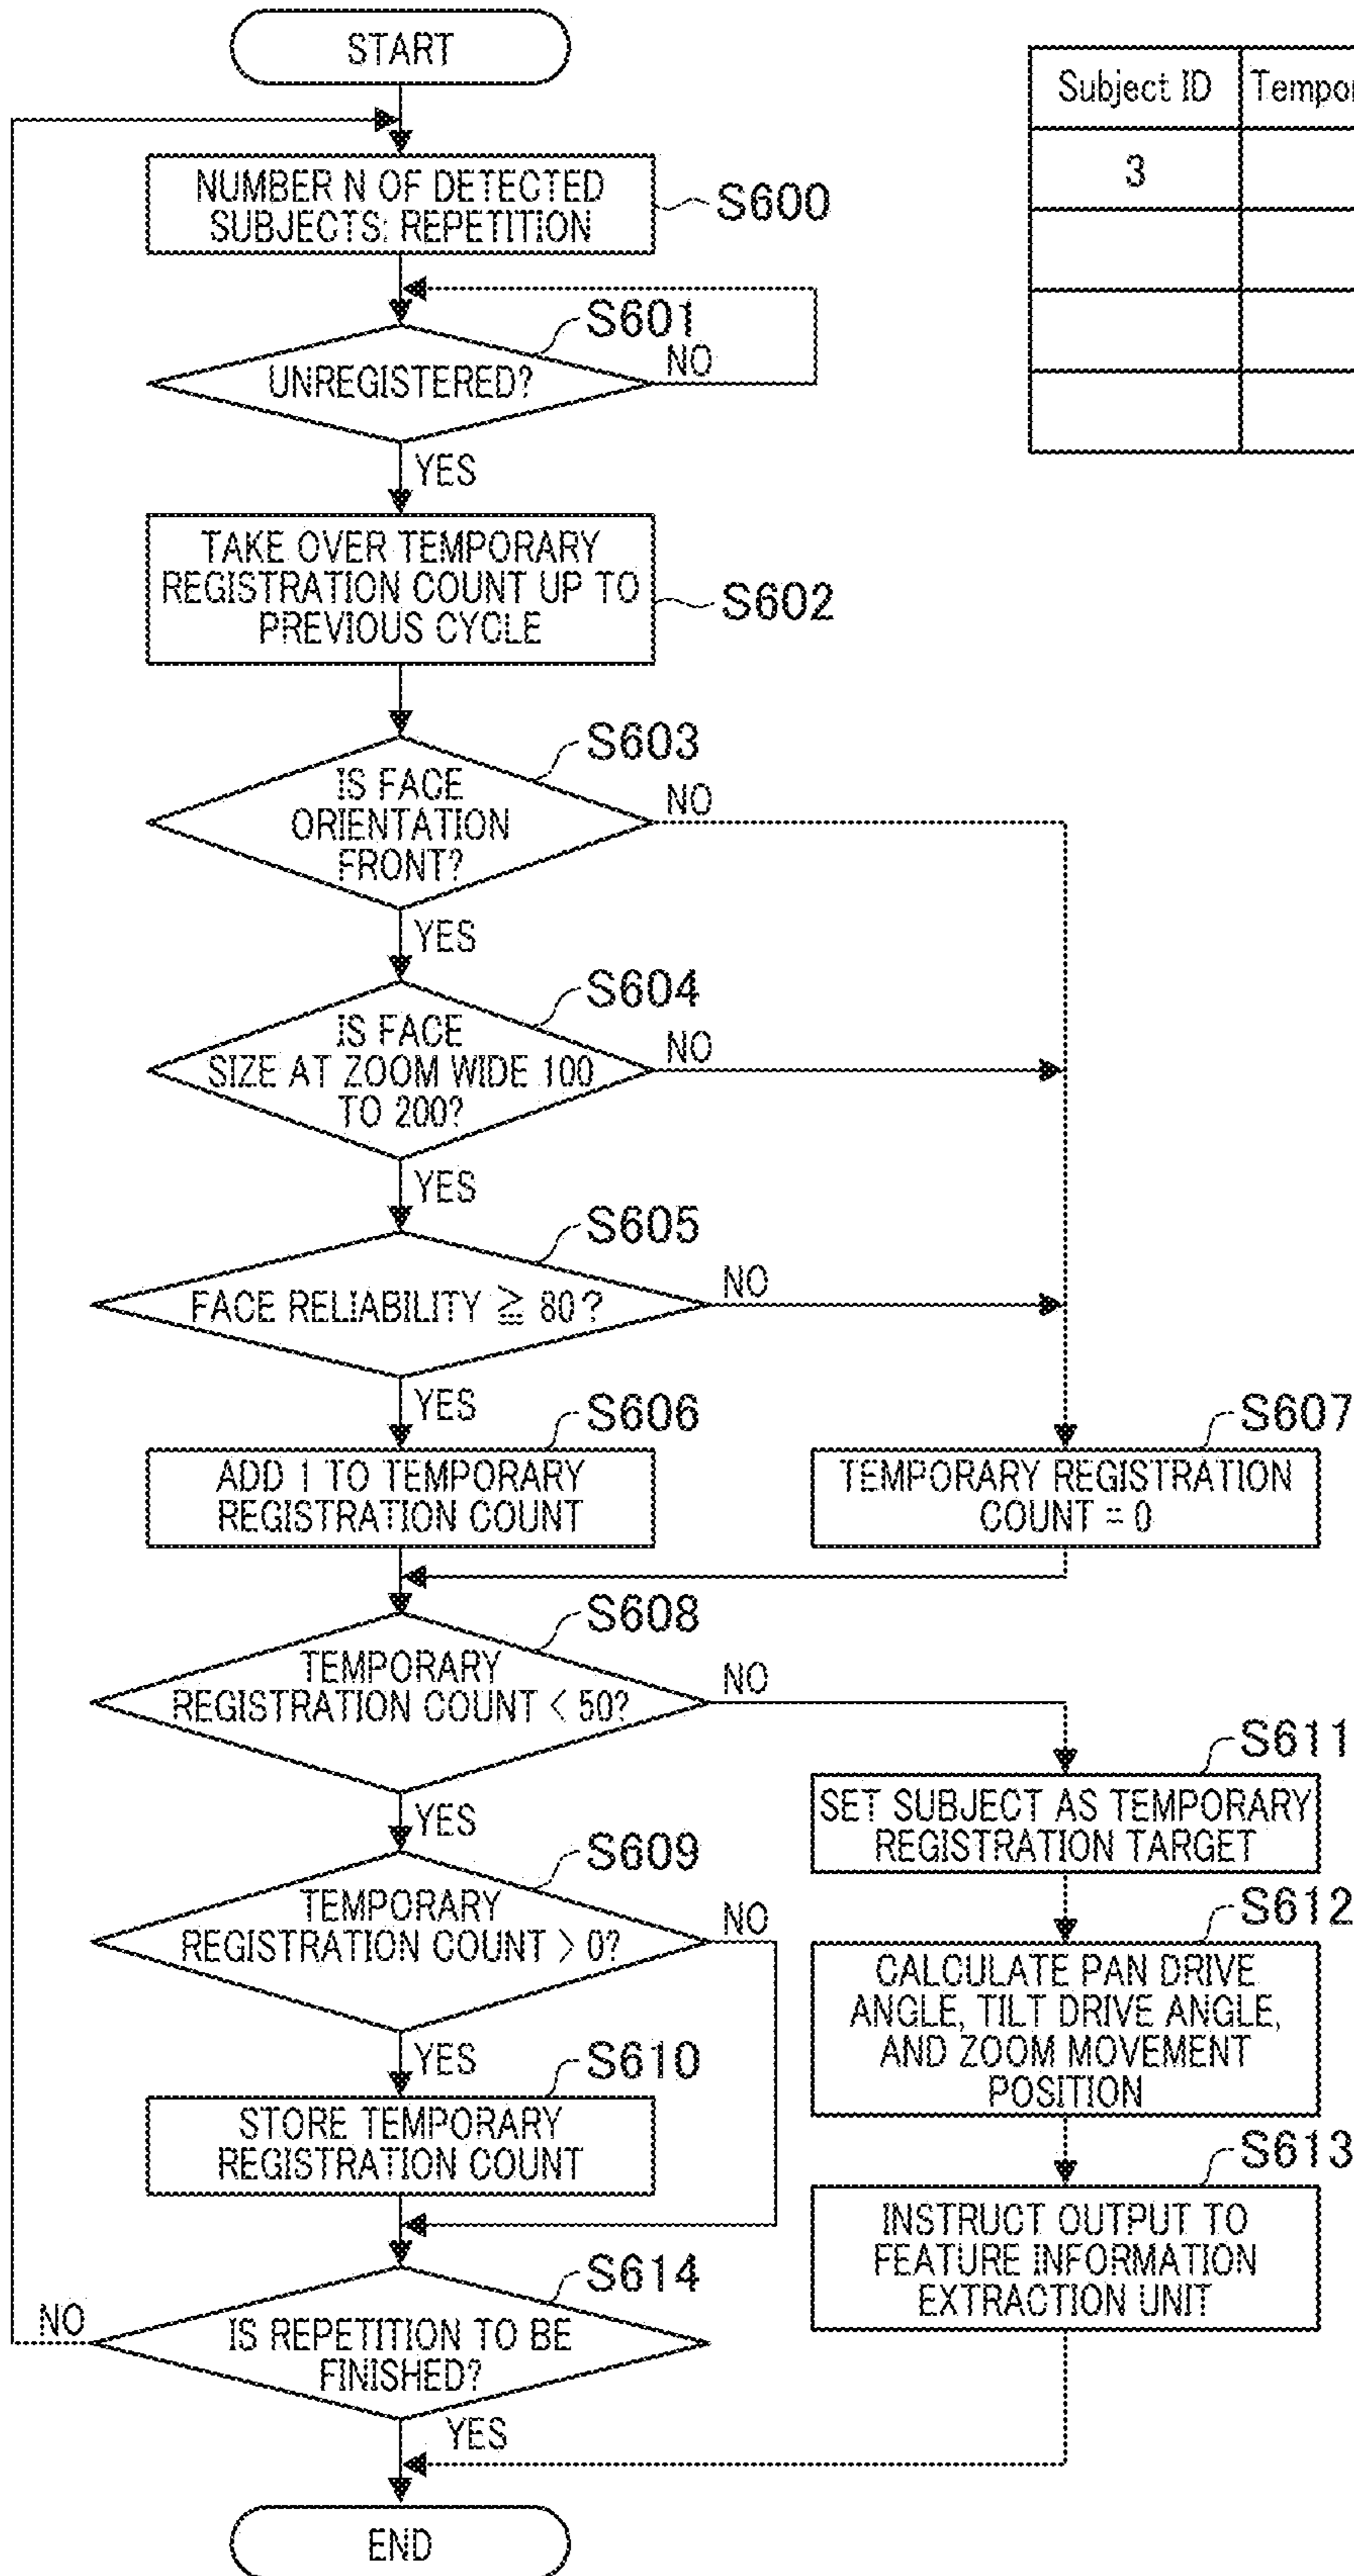 START
Subject ID
3
NUMBER N OF DETECTED
SUBJECTS: REPETITION
S600
S601
UNREGISTERED?
NO
YES
TAKE OVER TEMPORARY
REGISTRATION COUNT UP TO
PREVIOUS CYCLE
S602
S603
IS FACE
ORIENTATION
FRONT?
NO
YES
S604
IS FACE
SIZE AT ZOOM WIDE 100
TO 200?
NO
YES
S605
FACE RELIABILITY ≧ 80?
NO
YES
S606
ADD 1 TO TEMPORARY
REGISTRATION COUNT
S607
TEMPORARY REGISTRATION
COUNT = 0
S608
TEMPORARY
REGISTRATION COUNT < 50?
NO
YES
S609
TEMPORARY
REGISTRATION COUNT > 0?
NO
YES
S610
STORE TEMPORARY
REGISTRATION COUNT
S611
SET SUBJECT AS TEMPORARY
REGISTRATION TARGET
S612
CALCULATE PAN DRIVE
ANGLE, TILT DRIVE ANGLE,
AND ZOOM MOVEMENT
POSITION
S613
INSTRUCT OUTPUT TO
FEATURE INFORMATION
EXTRACTION UNIT
S614
IS REPETITION TO BE
FINISHED?
NO
YES
END